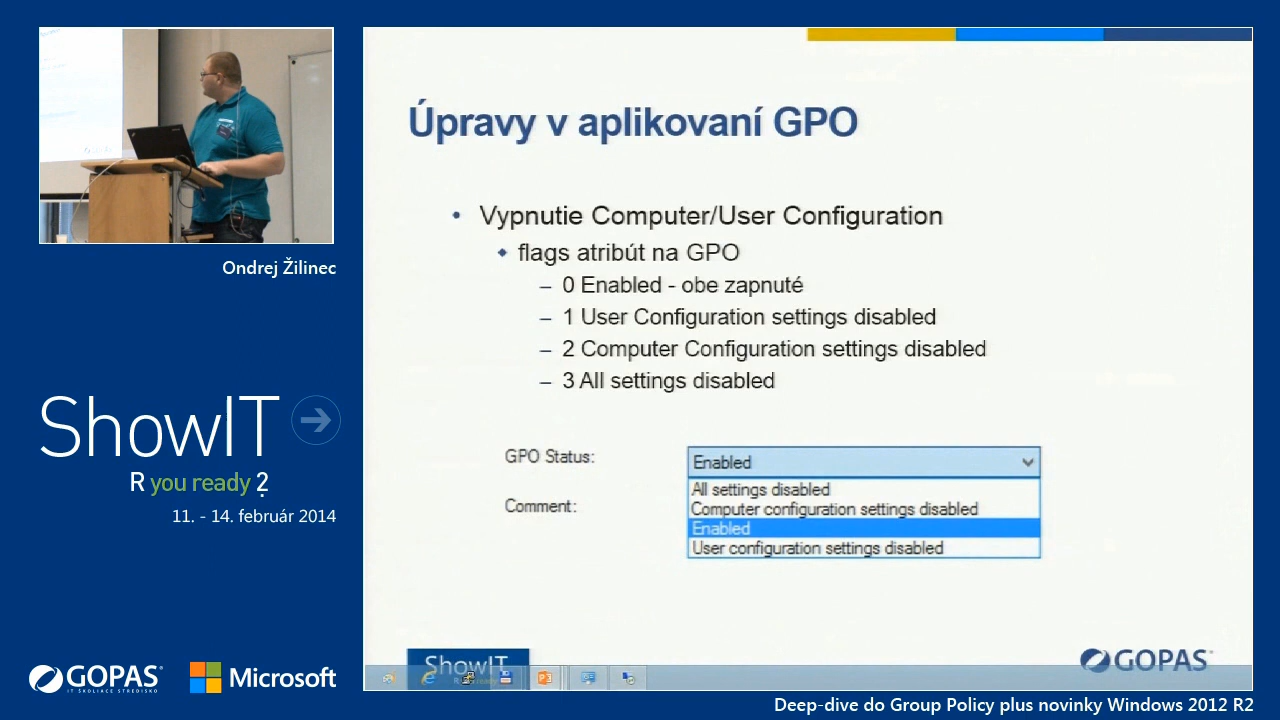 Úpravy v aplikovaní GPO
• Vypnutie Computer/User Configuration
flags atribút na GPO
– 0 Enabled - obe zapnuté
– 1 User Configuration settings disabled
– 2 Computer Configuration settings disabled
– 3 All settings disabled
GPO Status:
Enabled
All settings disabled
Computer configuration settings disabled
Enabled
User configuration settings disabled
Comment:
ShowIT
GOPAS
GOPAS
Ondrej Žilinec
ShowIT
R you ready 2
11. - 14. február 2014
GOPAS
IT ŠKOLIACE STREDISKO
Microsoft
Deep-dive do Group Policy plus novinky Windows 2012 R2